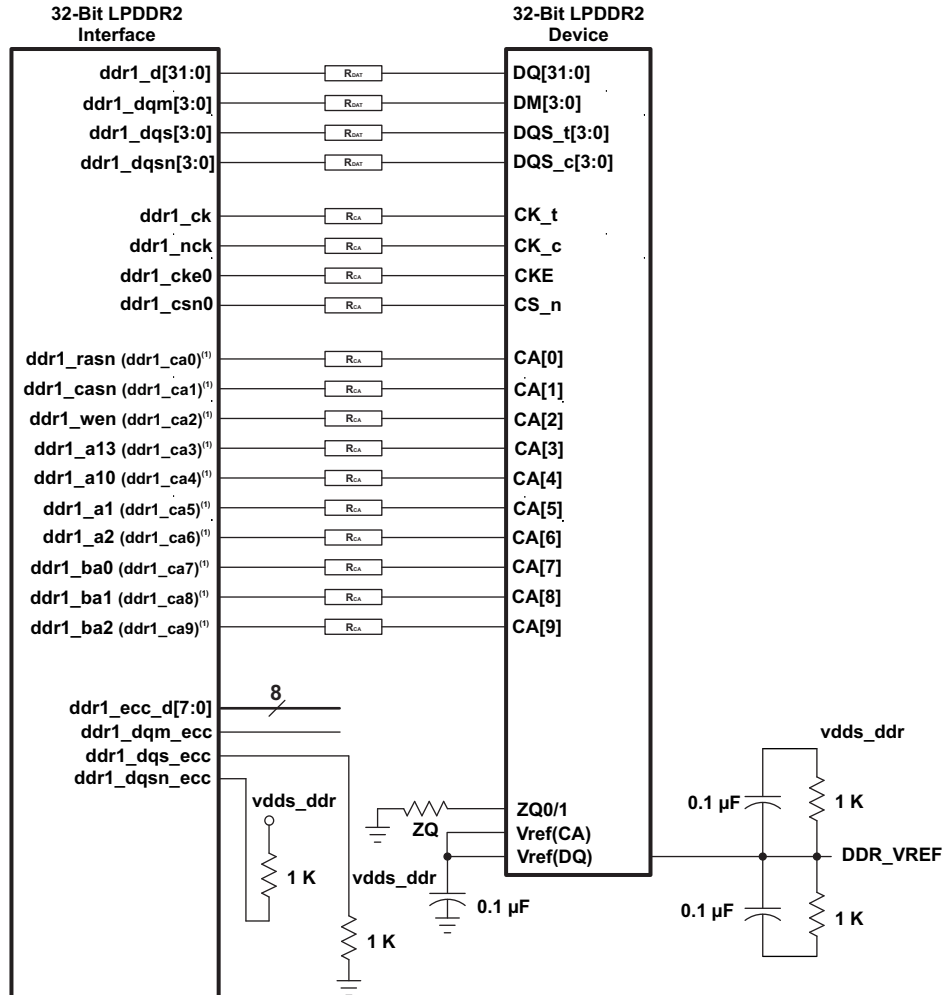 32-Bit LPDDR2
Interface
32-Bit LPDDR2
Device
ddr1_d[31:0] RDAT DQ[31:0]
ddr1_dqm[3:0] RDAT DM[3:0]
ddr1_dqs[3:0] RDAT DQS_t[3:0]
ddr1_dqsn[3:0] RDAT DQS_c[3:0]
ddr1_ck RCA CK_t
ddr1_nck RCA CK_c
ddr1_cke0 RCA CKE
ddr1_csn0 RCA CS_n
ddr1_rasn (ddr1_ca0)(1) RCA CA[0]
ddr1_casn (ddr1_ca1)(1) RCA CA[1]
ddr1_wen (ddr1_ca2)(1) RCA CA[2]
ddr1_a13 (ddr1_ca3)(1) RCA CA[3]
ddr1_a10 (ddr1_ca4)(1) RCA CA[4]
ddr1_a1 (ddr1_ca5)(1) RCA CA[5]
ddr1_a2 (ddr1_ca6)(1) RCA CA[6]
ddr1_ba0 (ddr1_ca7)(1) RCA CA[7]
ddr1_ba1 (ddr1_ca8)(1) RCA CA[8]
ddr1_ba2 (ddr1_ca9)(1) RCA CA[9]
ddr1_ecc_d[7:0] 8
ddr1_dqm_ecc
ddr1_dqs_ecc
ddr1_dqsn_ecc
vdds_ddr
1 K
1 K
ZQ
ZQ0/1
Vref(CA)
Vref(DQ)
vdds_ddr
0.1 µF
vdds_ddr
0.1 µF
1 K
DDR_VREF
0.1 µF
1 K